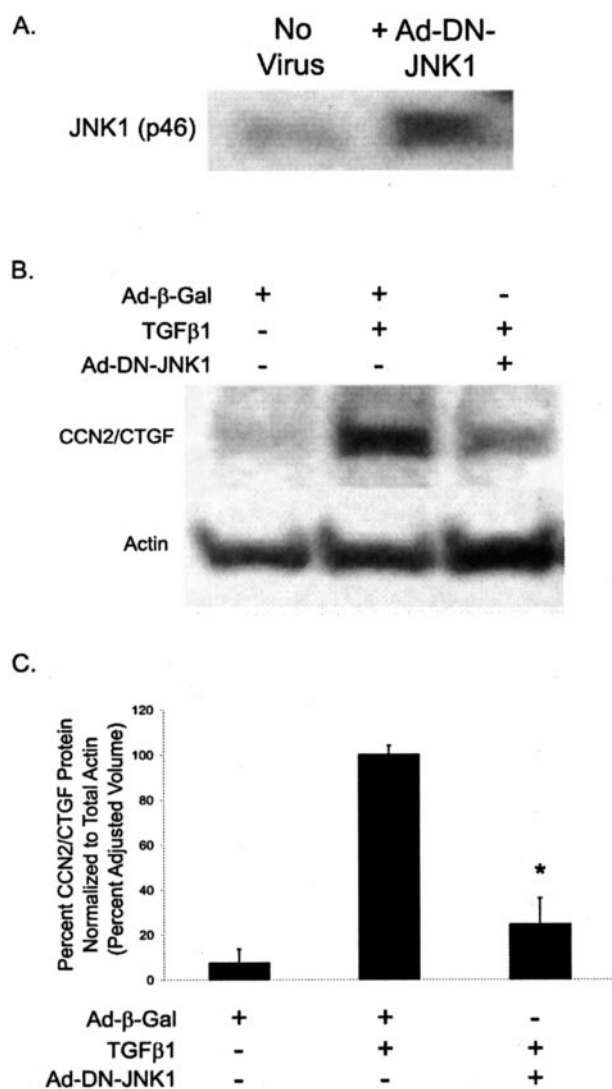 A.
No Virus + Ad-DN-JNK1
JNK1 (p46)
B.
Ad-β-Gal + + -
TGFβ1 - + +
Ad-DN-JNK1 - - +
CCN2/CTGF
Actin
C.
Percent CCN2/CTGF Protein
Normalized to Total Actin
(Percent Adjusted Volume)
120
100
80
60
40
20
0
*
Ad-β-Gal + + -
TGFβ1 - + +
Ad-DN-JNK1 - - +